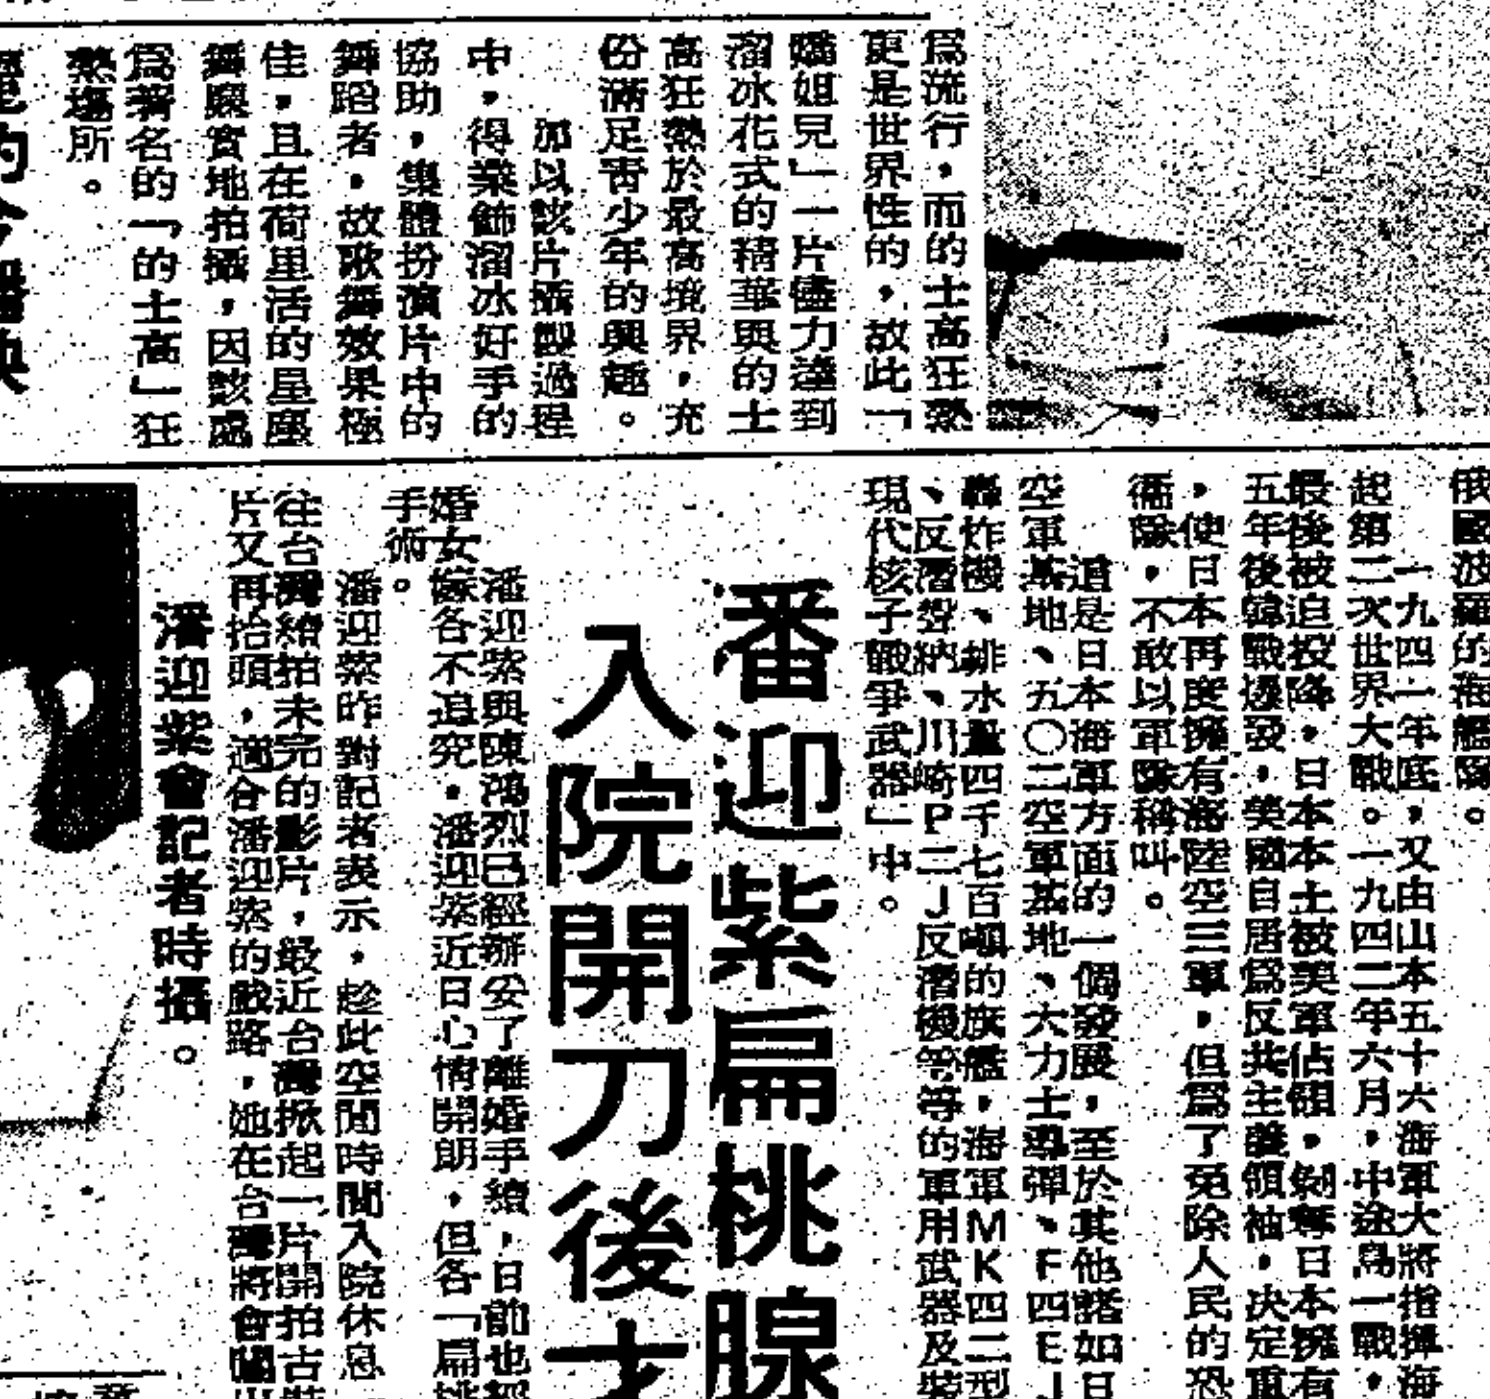 爲流行，而的士高狂熱
更是世界性的，故此「
嬌姐兒」一片儘力達到
溜冰花式的精華與的士
高狂熱於最高境界，充
份滿足靑少年的興趣。
那以該片攝製過程
中，得業餘溜冰好手的
協助，集體扮演片中的
舞蹈者，故歌舞效果極
佳，且在荷里活的星塵
舞廳實地拍攝，因該處
爲著名的「的士高」狂
熱塲所。
俄國波羅的海艦隊。
一九四一年底，又由山本五十六海軍大將指揮海
起第二次世界大戰。一九四二年六月，中途島一戰，
最後被迫投降，日本本土被美軍佔領，剝奪日本擁有
五年後韓戰爆發，美國自居爲反共主義領袖，决定重
，使日本再度擁有海陸空三軍，但爲了免除人民的恐
衞隊，不敢以軍隊稱叫。
這是日本海軍方面的一個發展，至於其他諸如日
空軍基地、五〇二空軍基地、大力士導彈、F四EJ
轟炸機、排水量四千七百噸的旗艦，海軍MK四二型
、反潛聲納、川崎P二J反潛機等等的軍用武器及裝
現代核子戰爭武器」中。
番迎紫扁桃腺
入院開刀後才
潘迎紫與陳鴻烈已經辦妥了離婚手續，日前也經
婚女嫁各不追究，潘迎紫近日心情開朗，但各「扁桃
手術。
潘迎紫昨對記者表示，趁此空閒時間入院休息
往台灣續拍未完的影片，最近台灣掀起一片開拍古裝
片又再抬頭，適合潘迎紫的戲路，她在台灣將會闖出
潘迎紫會記者時攝。